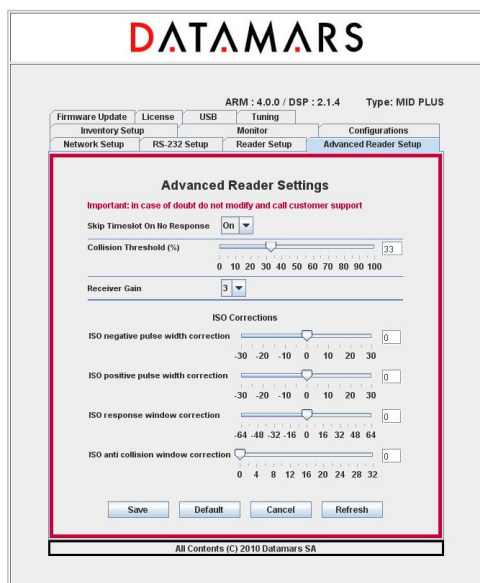 DATAMARS
ARM : 4.0.0 / DSP : 2.1.4 Type: MID PLUS
Firmware Update License USB Tuning
Inventory Setup Monitor Configurations
Network Setup RS-232 Setup Reader Setup Advanced Reader Setup
Advanced Reader Settings
Important: in case of doubt do not modify and call customer support
Skip Timeslot On No Response On
Collision Threshold (%) 33
0 10 20 30 40 50 60 70 80 90 100
Receiver Gain 3
ISO Corrections
ISO negative pulse width correction 0
-30 -20 -10 0 10 20 30
ISO positive pulse width correction 0
-30 -20 -10 0 10 20 30
ISO response window correction 0
-64 -48 -32 -16 0 16 32 48 64
ISO anti collision window correction 0
0 4 8 12 16 20 24 28 32
Save Default Cancel Refresh
All Contents (C) 2010 Datamars SA